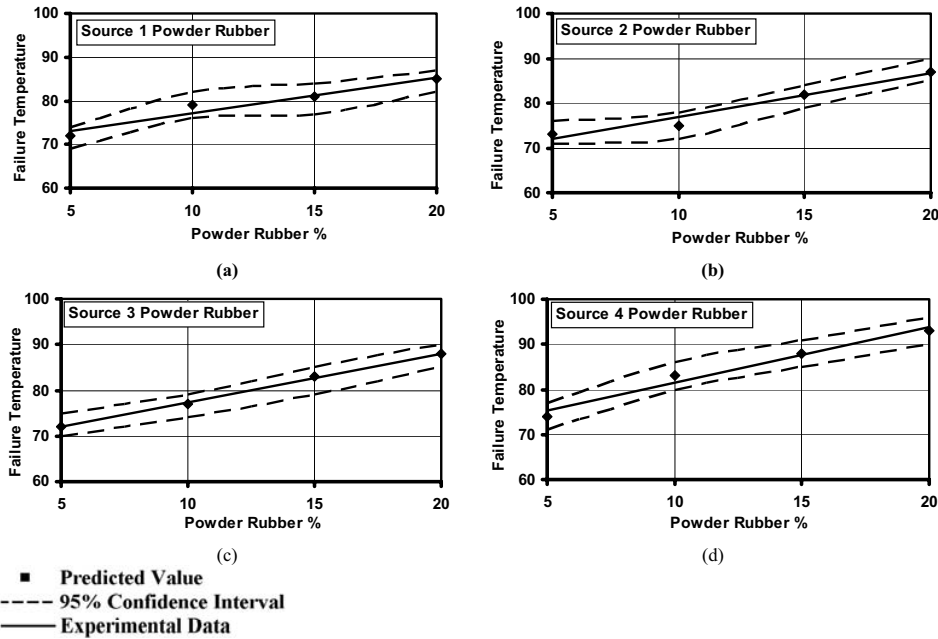 Source 1 Powder Rubber
100
90
80
70
60
Failure Temperature
5 10 15 20
Powder Rubber %
(a)
Source 2 Powder Rubber
100
90
80
70
60
Failure Temperature
5 10 15 20
Powder Rubber %
(b)
Source 3 Powder Rubber
100
90
80
70
60
Failure Temperature
5 10 15 20
Powder Rubber %
(c)
Source 4 Powder Rubber
100
90
80
70
60
Failure Temperature
5 10 15 20
Powder Rubber %
(d)
Predicted Value
95% Confidence Interval
Experimental Data